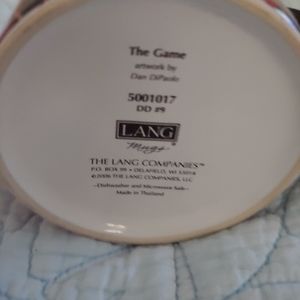 The Game
artwork by
Dan DiPaolo
5001017
DD #9
LANG
Mugs
THE LANG COMPANIES™
P.O. BOX 99 • DELAFIELD, WI 53018
©2006 THE LANG COMPANIES, LLC
~Dishwasher and Microwave Safe~
Made in Thailand